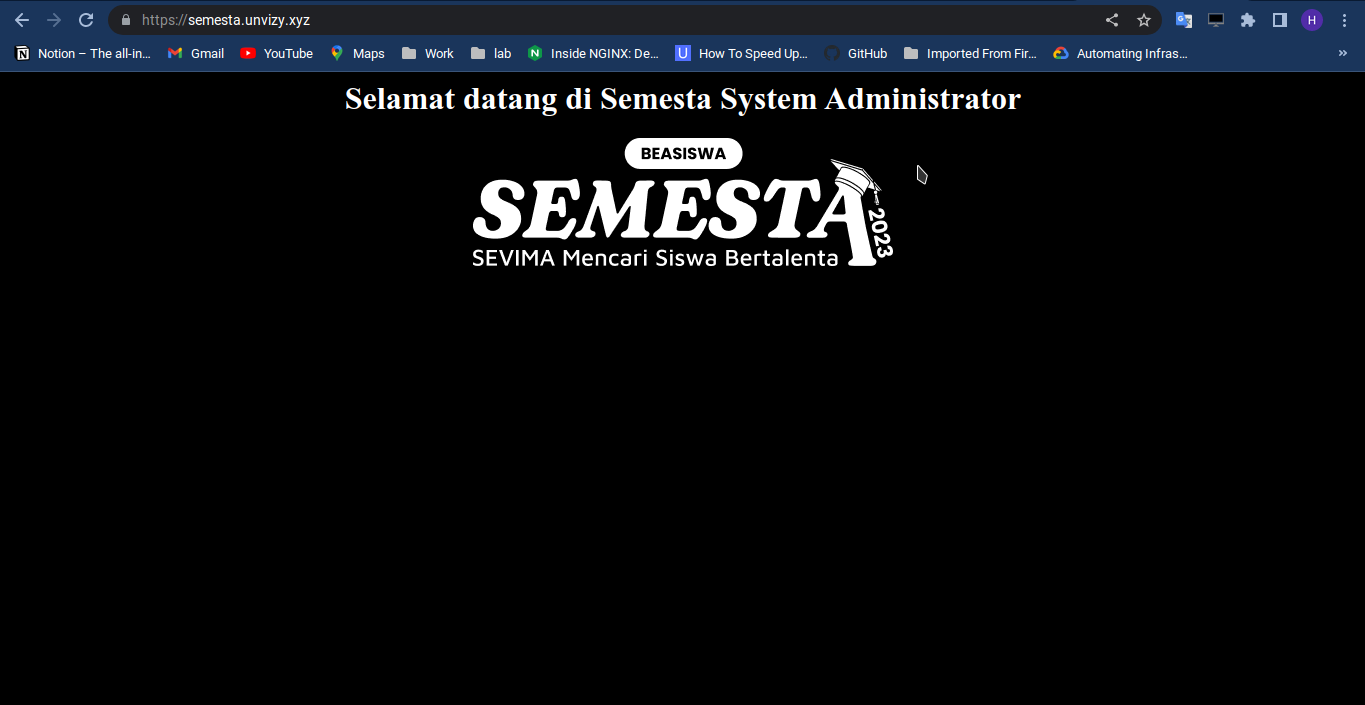 https://semesta.unvizy.xyz
H
Notion – The all-in… Gmail YouTube Maps Work lab Inside NGINX: De… How To Speed Up… GitHub Imported From Fir… Automating Infras… »
Selamat datang di Semesta System Administrator
BEASISWA
SEMESTA
2023
SEVIMA Mencari Siswa Bertalenta